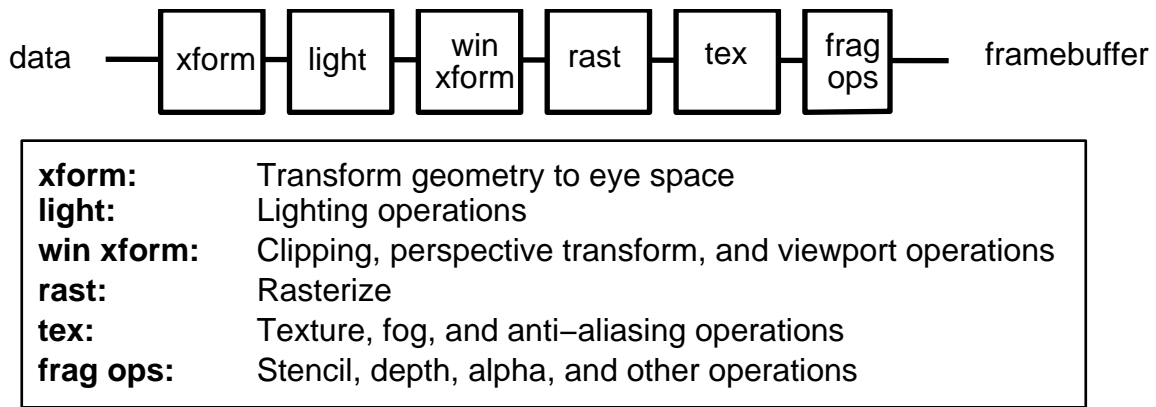 data xform light win xform rast tex frag ops framebuffer
xform: Transform geometry to eye space
light: Lighting operations
win xform: Clipping, perspective transform, and viewport operations
rast: Rasterize
tex: Texture, fog, and anti−aliasing operations
frag ops: Stencil, depth, alpha, and other operations